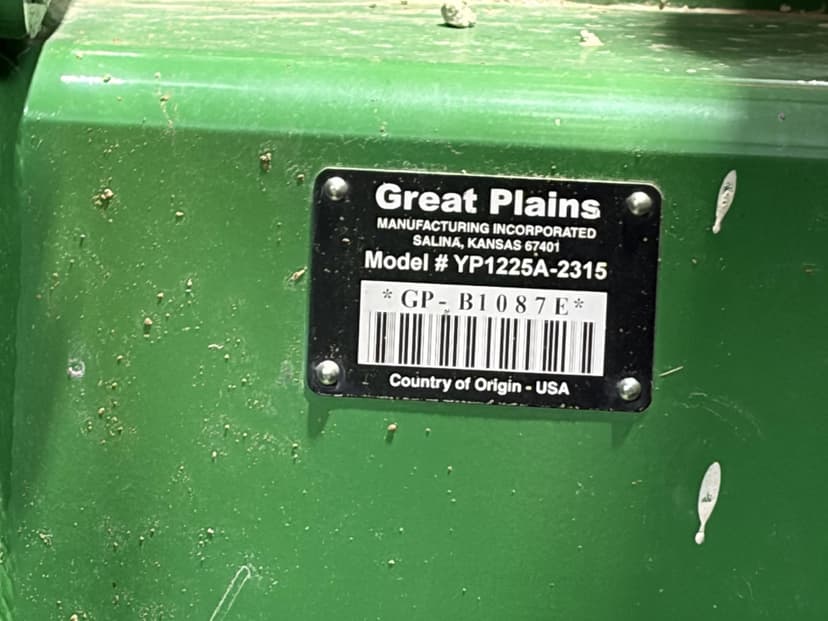 Great Plains
MANUFACTURING INCORPORATED
SALINA, KANSAS 67401
Model # YP1225A-2315
*GP-B1087E*
Country of Origin - USA